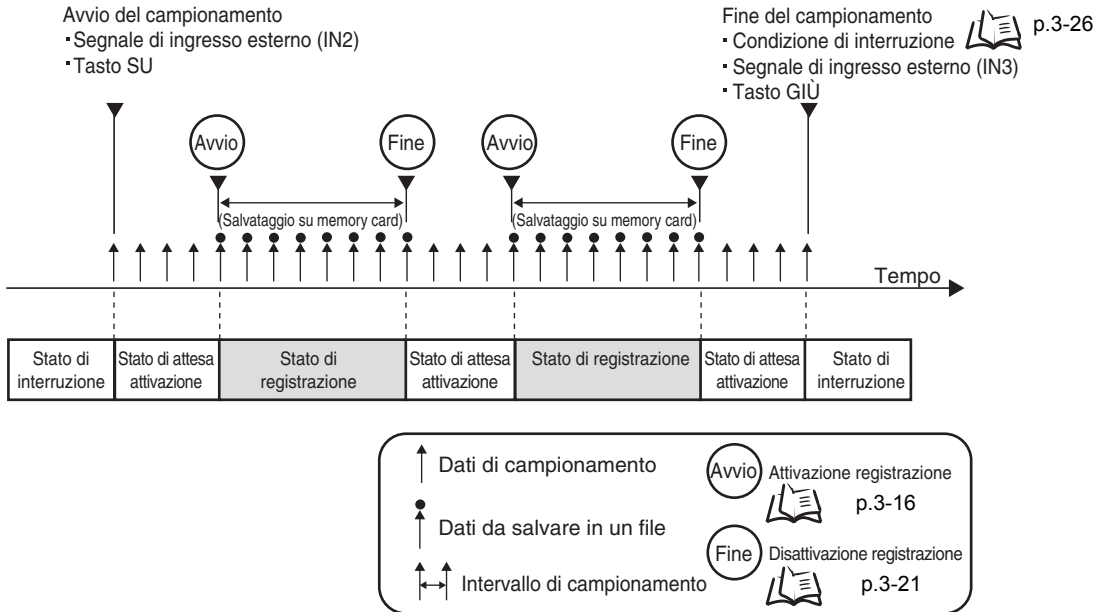 Avvio del campionamento
▪Segnale di ingresso esterno (IN2)
▪Tasto SU
Fine del campionamento
▪Condizione di interruzione p.3-26
▪Segnale di ingresso esterno (IN3)
▪Tasto GIÙ
Avvio
Fine
Avvio
Fine
(Salvataggio su memory card)
(Salvataggio su memory card)
Tempo
Stato di
interruzione
Stato di attesa
attivazione
Stato di
registrazione
Stato di attesa
attivazione
Stato di registrazione
Stato di attesa
attivazione
Stato di
interruzione
Dati di campionamento
Dati da salvare in un file
Intervallo di campionamento
Avvio Attivazione registrazione
p.3-16
Fine Disattivazione registrazione
p.3-21